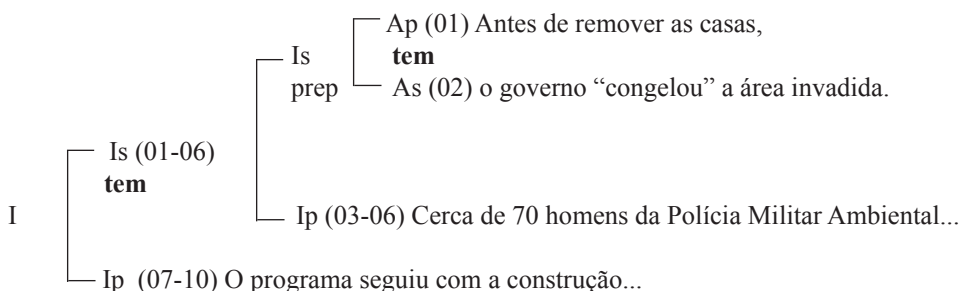 Ap (01) Antes de remover as casas,
Is tem
prep As (02) o governo “congelou” a área invadida.
Is (01-06)
tem
I Ip (03-06) Cerca de 70 homens da Polícia Militar Ambiental...
Ip (07-10) O programa seguiu com a construção...